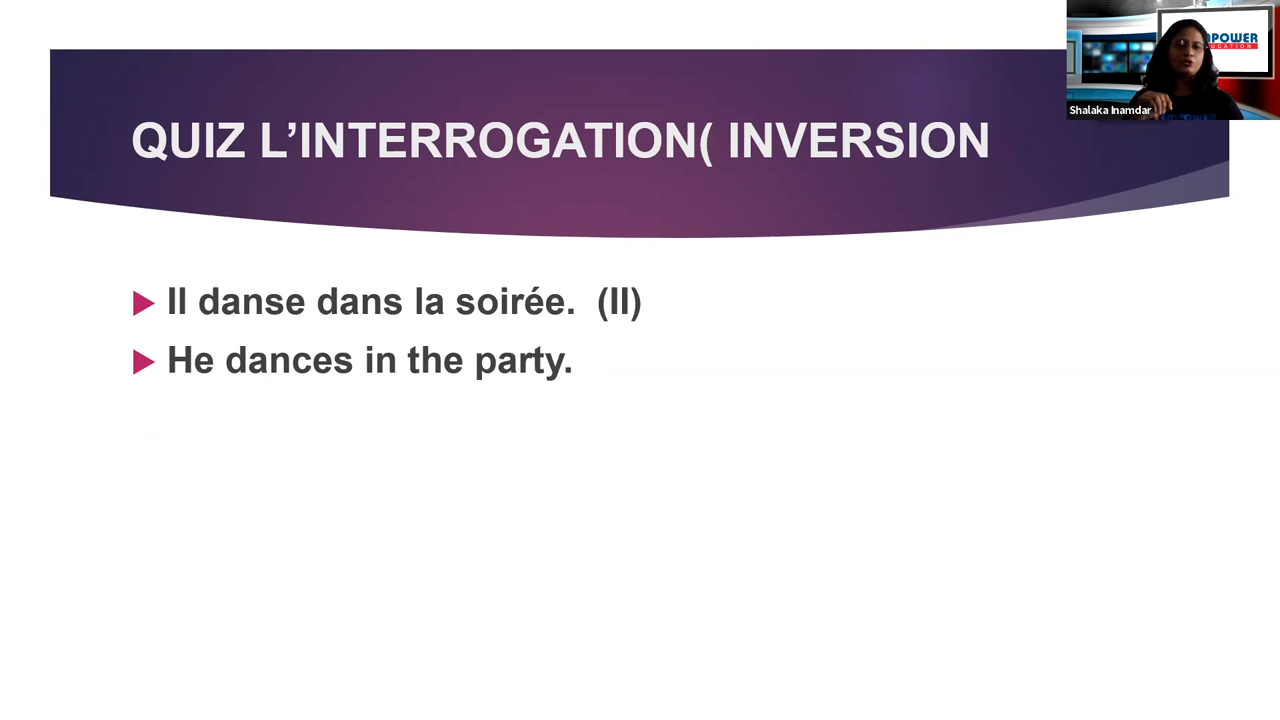 QUIZ L’INTERROGATION( INVERSION
Il danse dans la soirée.  (Il)
He dances in the party.
Shalaka Inamdar